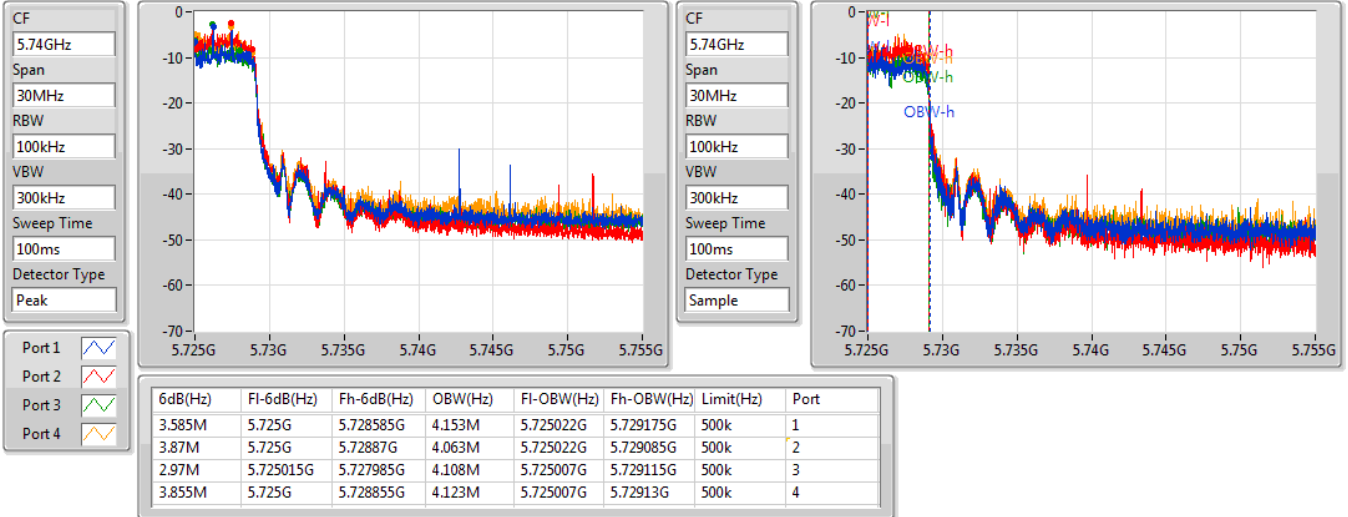 CF
5.74GHz
Span
30MHz
RBW
100kHz
VBW
300kHz
Sweep Time
100ms
Detector Type
Peak
0
-10
-20
-30
-40
-50
-60
-70
5.725G 5.73G 5.735G 5.74G 5.745G 5.75G 5.755G
CF
5.74GHz
Span
30MHz
RBW
100kHz
VBW
300kHz
Sweep Time
100ms
Detector Type
Sample
0
-10
-20
-30
-40
-50
-60
-70
OBW-h
OBW-h
OBW-h
OBW-h
5.725G 5.73G 5.735G 5.74G 5.745G 5.75G 5.755G
Port 1
Port 2
Port 3
Port 4
6dB(Hz) Fl-6dB(Hz) Fh-6dB(Hz) OBW(Hz) Fl-OBW(Hz) Fh-OBW(Hz) Limit(Hz) Port
3.585M 5.725G 5.728585G 4.153M 5.725022G 5.729175G 500k 1
3.87M 5.725G 5.72887G 4.063M 5.725022G 5.729085G 500k 2
2.97M 5.725015G 5.727985G 4.108M 5.725007G 5.729115G 500k 3
3.855M 5.725G 5.728855G 4.123M 5.725007G 5.72913G 500k 4